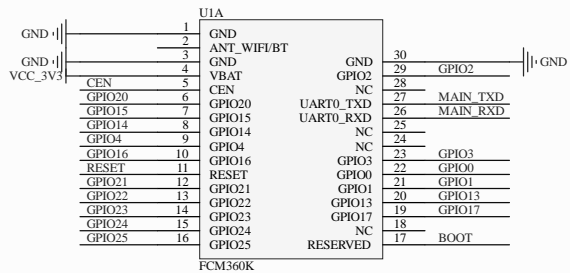 U1A
GND 1 GND
2 ANT_WIFI/BT
GND 3 GND GND 30 GND
VCC_3V3 4 VBAT GPIO2 29 GPIO2
CEN 5 CEN NC 28
GPIO20 6 GPIO20 UART0_TXD 27 MAIN_TXD
GPIO15 7 GPIO15 UART0_RXD 26 MAIN_RXD
GPIO14 8 GPIO14 NC 25
GPIO4 9 GPIO4 NC 24
GPIO16 10 GPIO16 GPIO3 23 GPIO3
RESET 11 RESET GPIO0 22 GPIO0
GPIO21 12 GPIO21 GPIO1 21 GPIO1
GPIO22 13 GPIO22 GPIO13 20 GPIO13
GPIO23 14 GPIO23 GPIO17 19 GPIO17
GPIO24 15 GPIO24 NC 18
GPIO25 16 GPIO25 RESERVED 17 BOOT
FCM360K